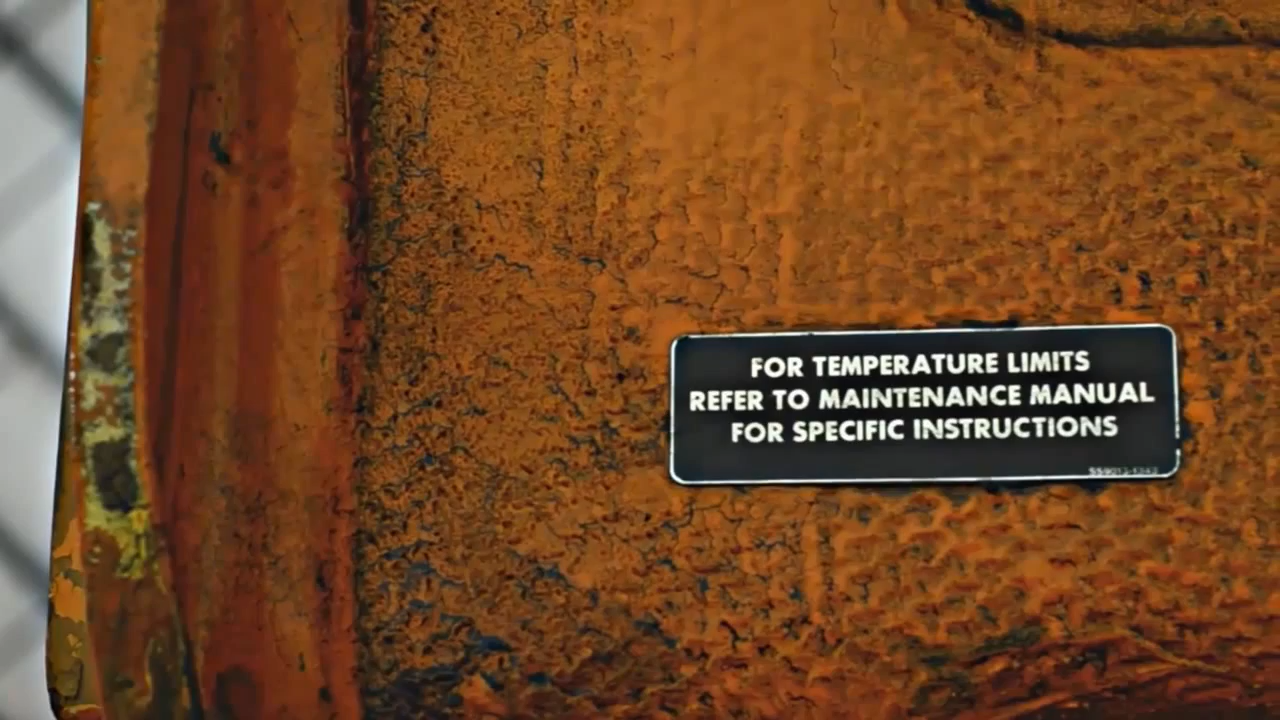 FOR TEMPERATURE LIMITS
REFER TO MAINTENANCE MANUAL
FOR SPECIFIC INSTRUCTIONS